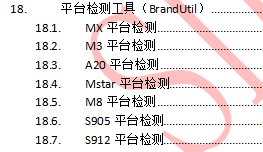 18. 平台检测工具（BrandUtil）
18.1. MX 平台检测
18.2. M3 平台检测
18.3. A20 平台检测
18.4. Mstar 平台检测
18.5. M8 平台检测
18.6. S905 平台检测
18.7. S912 平台检测